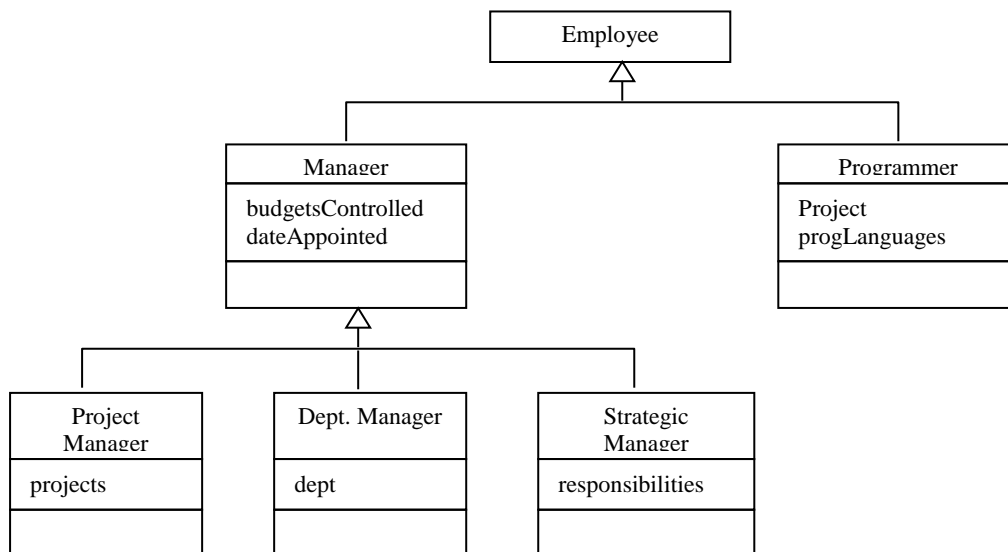 Employee
Manager
Programmer
budgetsControlled
dateAppointed
Project
progLanguages
Project
Manager
Dept. Manager
Strategic
Manager
projects
dept
responsibilities